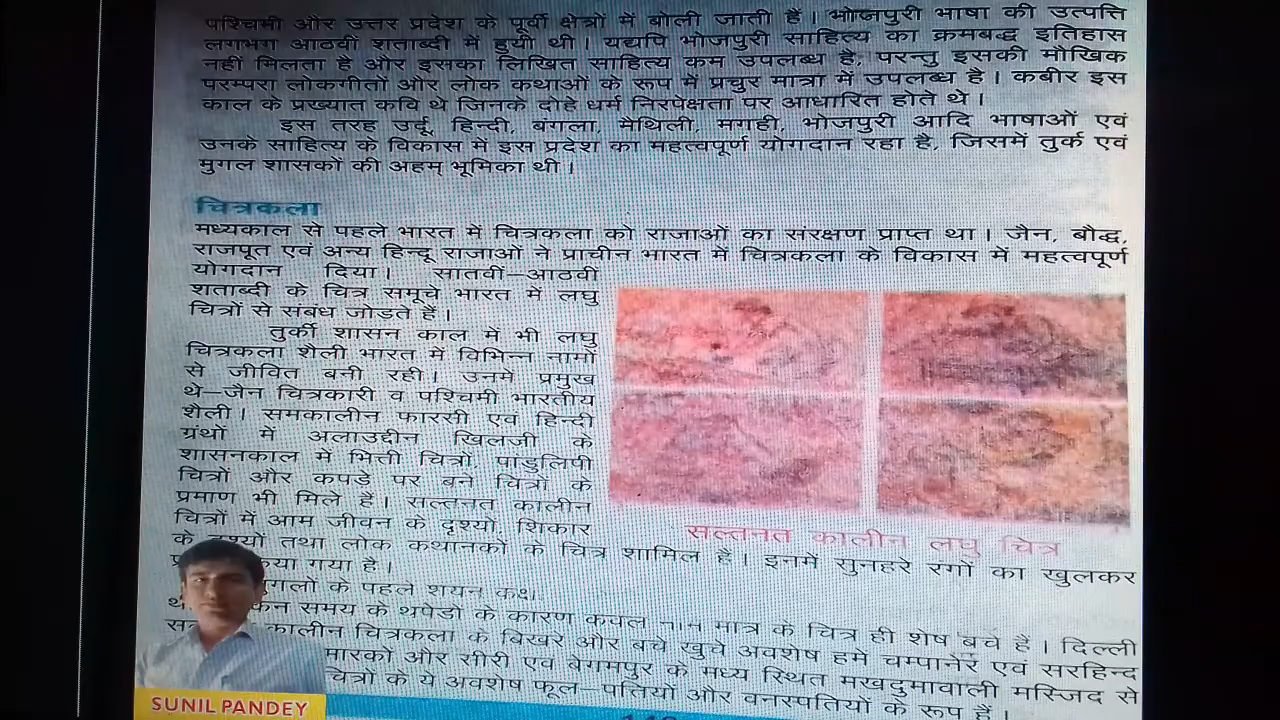 पश्चिमी और उत्तर प्रदेश के पूर्वी क्षेत्रों में बोली जाती है। भोजपुरी भाषा की उत्पत्ति
लगभग आठवीं शताब्दी में हुयी थी। यद्यपि भोजपुरी साहित्य का क्रमबद्ध इतिहास
नहीं मिलता है और इसका लिखित साहित्य कम उपलब्ध है, परन्तु इसकी मौखिक
परम्परा लोकगीतों और लोक कथाओं के रूप में प्रचुर मात्रा में उपलब्ध है। कबीर इस
काल के प्रख्यात कवि थे जिनके दोहे धर्म निरपेक्षता पर आधारित होते थे।
इस तरह उर्दू, हिन्दी, बंगला, मैथिली, मगही, भोजपुरी आदि भाषाओं एवं
उनके साहित्य के विकास में इस प्रदेश का महत्वपूर्ण योगदान रहा है, जिसमें तुर्क एवं
मुगल शासकों की अहम् भूमिका थी।
चित्रकला
मध्यकाल से पहले भारत में चित्रकला को राजाओं का संरक्षण प्राप्त था। जैन, बौद्ध,
राजपूत एवं अन्य हिन्दू राजाओं ने प्राचीन भारत में चित्रकला के विकास में महत्वपूर्ण
योगदान दिया। सातवीं–आठवीं
शताब्दी के चित्र समूचे भारत में लघु
चित्रों से संबंध जोड़ते हैं।
तुर्की शासन काल में भी लघु
चित्रकला शैली भारत में विभिन्न नामों
से जीवित बनी रही। उनमे प्रमुख
थे–जैन चित्रकारी व पश्चिमी भारतीय
शैली। समकालीन फारसी एवं हिन्दी
ग्रंथों में अलाउद्दीन खिलजी के
शासनकाल में भित्ती चित्रों, पांडुलिपी
चित्रों और कपड़े पर बने चित्रों के
प्रमाण भी मिले हैं। सल्तनत कालीन
चित्रों में आम जीवन के दृश्यों, शिकार
के दृश्यों तथा लोक कथानकों के चित्र शामिल हैं। इनमें सुनहरे रंगों का खुलकर
किया गया है।
सल्तनत कालीन लघु चित्र
के पहले शयन कक्ष
समय के थपेड़ों के कारण केवल नाम मात्र के चित्र ही शेष बचे हैं। दिल्ली
कालीन चित्रकला के बिखरे और बचे खुचे अवशेष हमें चम्पानेर एवं सरहिन्द
और सीरी एवं बेगमपुर के मध्य स्थित मखदुमावाली मस्जिद से
चित्रों के ये अवशेष फूल–पत्तियों और वनस्पतियों के रूप हैं।
SUNIL PANDEY